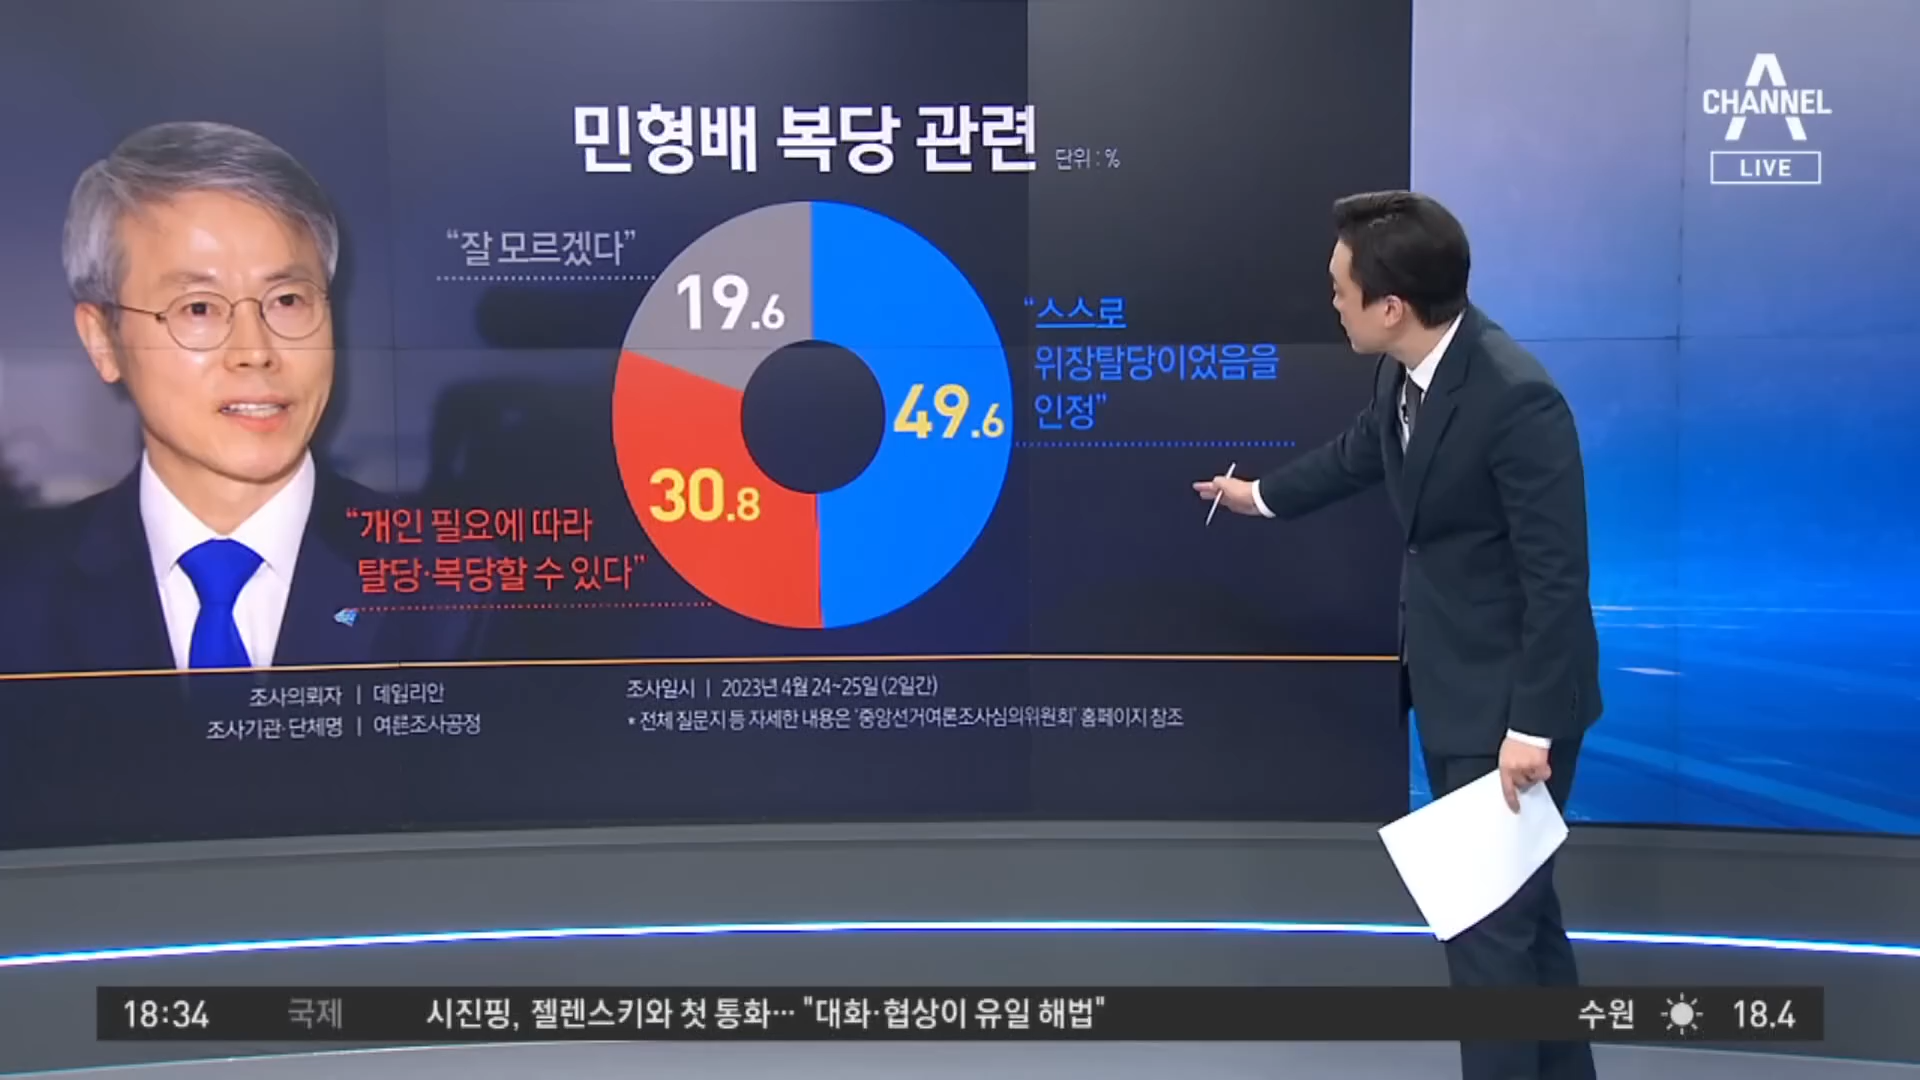 민형배 복당 관련 단위 : %
“잘 모르겠다”
19.6
“스스로
위장탈당이었음을
인정”
49.6
30.8
“개인 필요에 따라
탈당·복당할 수 있다”
조사의뢰자 | 데일리안
조사기관·단체명 | 여론조사공정
조사일시 | 2023년 4월 24~25일 (2일간)
* 전체 질문지 등 자세한 내용은 '중앙선거여론조사심의위원회' 홈페이지 참조
CHANNEL A
LIVE
18:34 국제 시진핑, 젤렌스키와 첫 통화… "대화·협상이 유일 해법" 수원 18.4